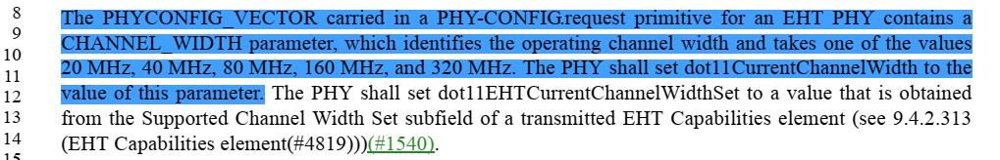 8 The PHYCONFIG_VECTOR carried in a PHY-CONFIG.request primitive for an EHT PHY contains a
9 CHANNEL_WIDTH parameter, which identifies the operating channel width and takes one of the values
10 20 MHz, 40 MHz, 80 MHz, 160 MHz, and 320 MHz. The PHY shall set dot11CurrentChannelWidth to the
11 value of this parameter. The PHY shall set dot11EHTCurrentChannelWidthSet to a value that is obtained
12 from the Supported Channel Width Set subfield of a transmitted EHT Capabilities element (see 9.4.2.313
13 (EHT Capabilities element(#4819)))(#1540).
14
15